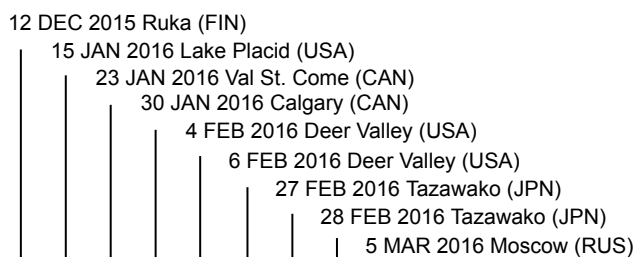 12 DEC 2015 Ruka (FIN)
15 JAN 2016 Lake Placid (USA)
23 JAN 2016 Val St. Come (CAN)
30 JAN 2016 Calgary (CAN)
4 FEB 2016 Deer Valley (USA)
6 FEB 2016 Deer Valley (USA)
27 FEB 2016 Tazawako (JPN)
28 FEB 2016 Tazawako (JPN)
5 MAR 2016 Moscow (RUS)